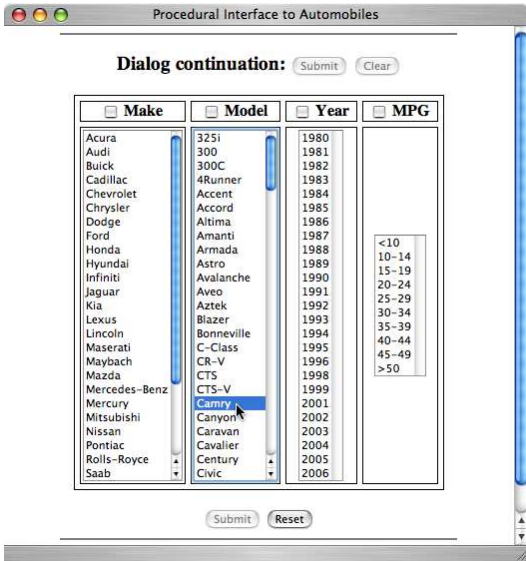 Procedural Interface to Automobiles
Dialog continuation: Submit Clear
Make Model Year MPG
Acura
Audi
Buick
Cadillac
Chevrolet
Chrysler
Dodge
Ford
Honda
Hyundai
Infiniti
Jaguar
Kia
Lexus
Lincoln
Maserati
Maybach
Mazda
Mercedes-Benz
Mercury
Mitsubishi
Nissan
Pontiac
Rolls-Royce
Saab
325i
300
300C
4Runner
Accent
Accord
Altima
Amanti
Armada
Astro
Avalanche
Aveo
Aztek
Blazer
Bonneville
C-Class
CR-V
CTS
CTS-V
Camry
Canyon
Caravan
Cavalier
Century
Civic
1980
1981
1982
1983
1984
1985
1986
1987
1988
1989
1990
1991
1992
1993
1994
1995
1996
1998
1999
2001
2002
2003
2004
2005
2006
<10
10-14
15-19
20-24
25-29
30-34
35-39
40-44
45-49
>50
Submit Reset